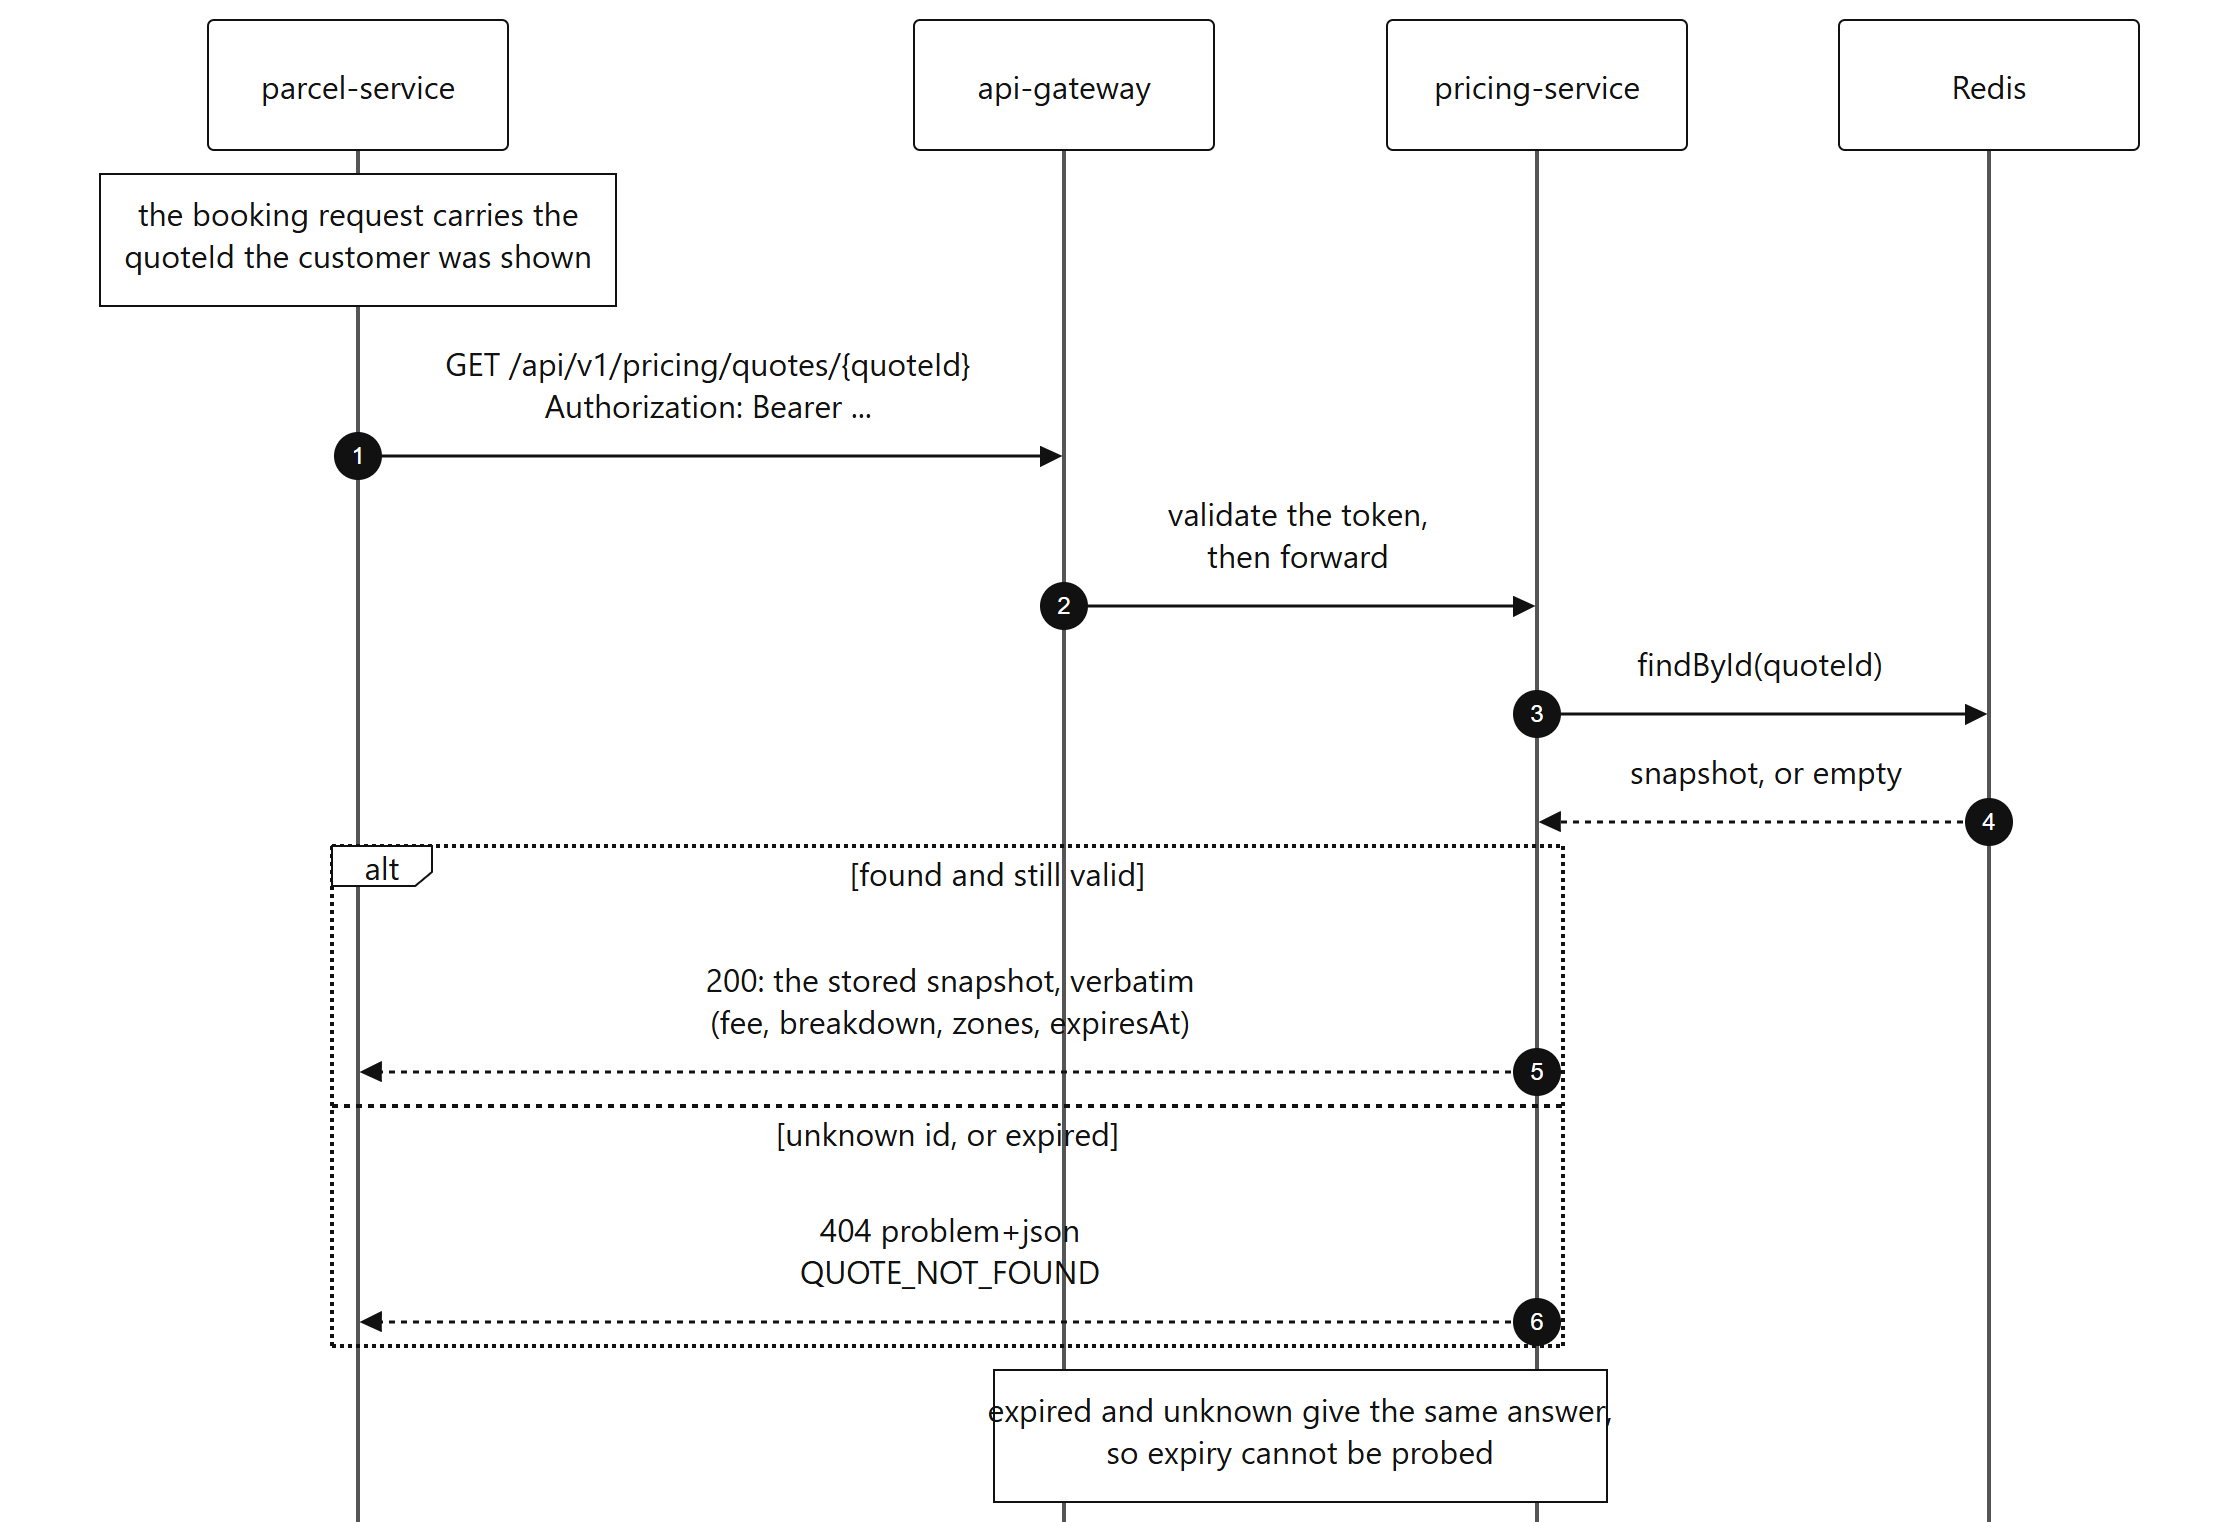 parcel-service
api-gateway
pricing-service
Redis
the booking request carries the
quoteId the customer was shown
GET /api/v1/pricing/quotes/{quoteId}
Authorization: Bearer ...
1
validate the token,
then forward
2
findById(quoteId)
3
snapshot, or empty
4
alt
[found and still valid]
200: the stored snapshot, verbatim
(fee, breakdown, zones, expiresAt)
5
[unknown id, or expired]
404 problem+json
QUOTE_NOT_FOUND
6
expired and unknown give the same answer,
so expiry cannot be probed